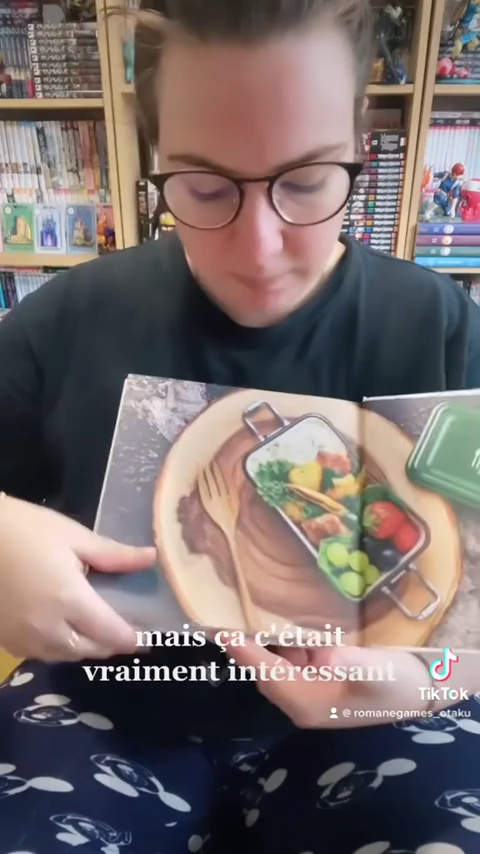 mais ça c'était
vraiment intéressant
TikTok
@ romanegames_otaku